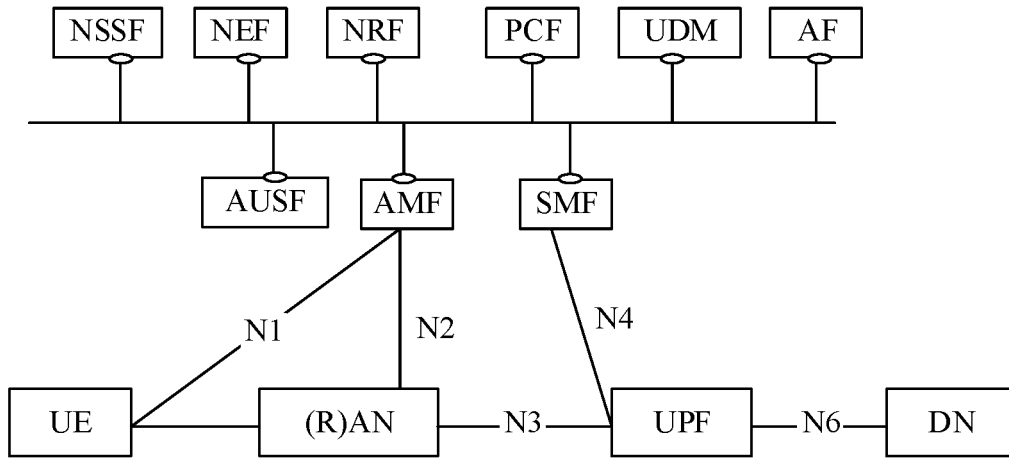 NSSF NEF NRF PCF UDM AF
AUSF AMF SMF
N1 N2 N4
UE (R)AN N3 UPF N6 DN